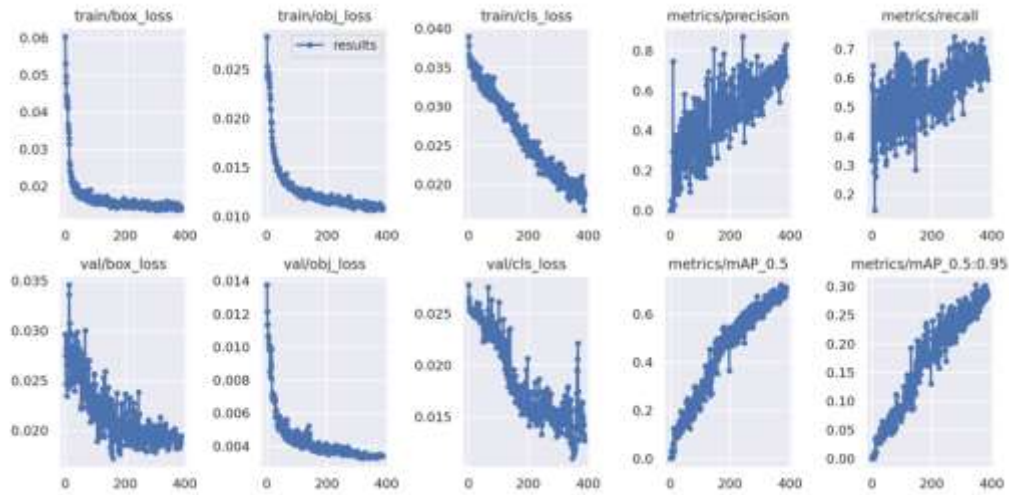 train/box_loss
train/obj_loss
train/cls_loss
metrics/precision
metrics/recall
0.06
0.05
0.04
0.03
0.02
0 200 400
results
0.025
0.020
0.015
0.010
0 200 400
0.040
0.035
0.030
0.025
0.020
0 200 400
0.8
0.6
0.4
0.2
0.0
0 200 400
0.7
0.6
0.5
0.4
0.3
0.2
0 200 400
val/box_loss
val/obj_loss
val/cls_loss
metrics/mAP_0.5
metrics/mAP_0.5:0.95
0.035
0.030
0.025
0.020
0 200 400
0.014
0.012
0.010
0.008
0.006
0.004
0 200 400
0.025
0.020
0.015
0 200 400
0.6
0.4
0.2
0.0
0 200 400
0.30
0.25
0.20
0.15
0.10
0.05
0.00
0 200 400